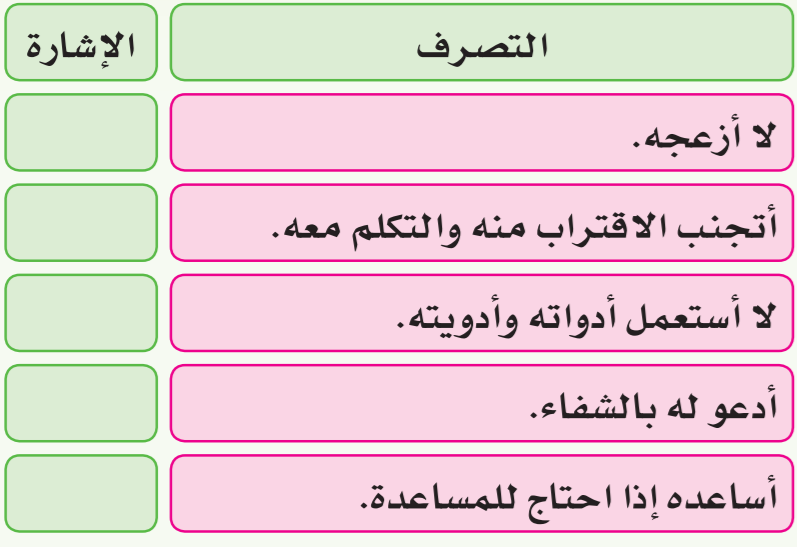 التصرف الإشارة
لا أزعجه.
أتجنب الاقتراب منه والتكلم معه.
لا أستعمل أدواته وأدويته.
أدعو له بالشفاء.
أساعده إذا احتاج للمساعدة.